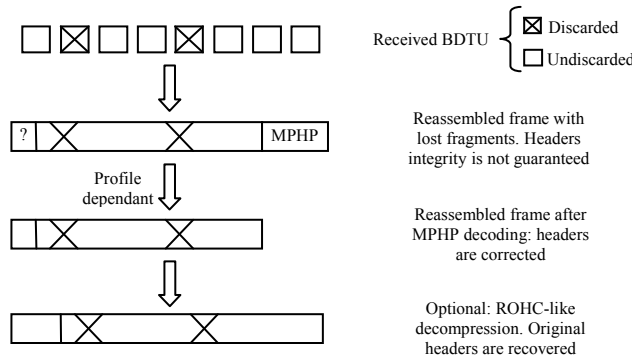 Received BDTU
Discarded
Undiscarded
? MPHP
Reassembled frame with
lost fragments. Headers
integrity is not guaranteed
Profile
dependant
Reassembled frame after
MPHP decoding: headers
are corrected
Optional: ROHC-like
decompression. Original
headers are recovered